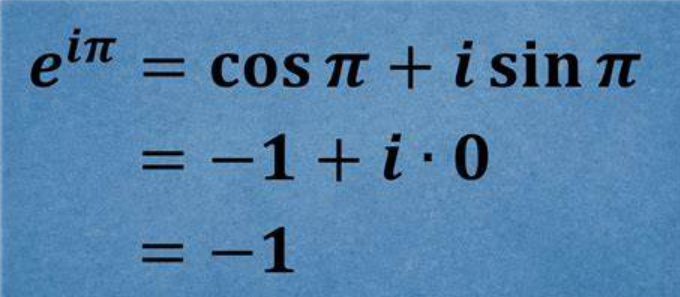 e^{iπ} = cos π + i sin π
= −1 + i · 0
= −1